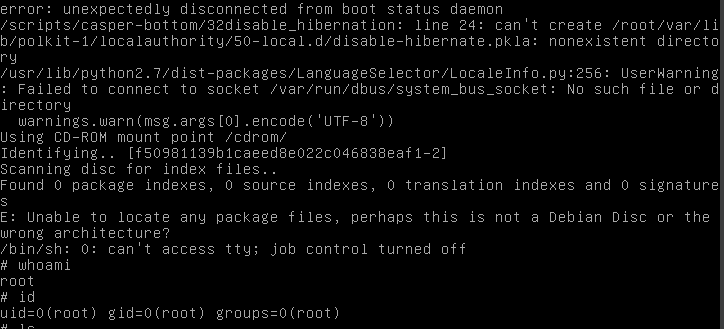 error: unexpectedly disconnected from boot status daemon
/scripts/casper-bottom/32disable_hibernation: line 24: can't create /root/var/li
b/polkit-1/localauthority/50-local.d/disable-hibernate.pkla: nonexistent directo
ry
/usr/lib/python2.7/dist-packages/LanguageSelector/LocaleInfo.py:256: UserWarning
: Failed to connect to socket /var/run/dbus/system_bus_socket: No such file or d
irectory
  warnings.warn(msg.args[0].encode('UTF-8'))
Using CD-ROM mount point /cdrom/
Identifying.. [f50981139b1caeed8e022c046838eaf1-2]
Scanning disc for index files..
Found 0 package indexes, 0 source indexes, 0 translation indexes and 0 signature
s
E: Unable to locate any package files, perhaps this is not a Debian Disc or the
wrong architecture?
/bin/sh: 0: can't access tty; job control turned off
# whoami
root
# id
uid=0(root) gid=0(root) groups=0(root)
# ls